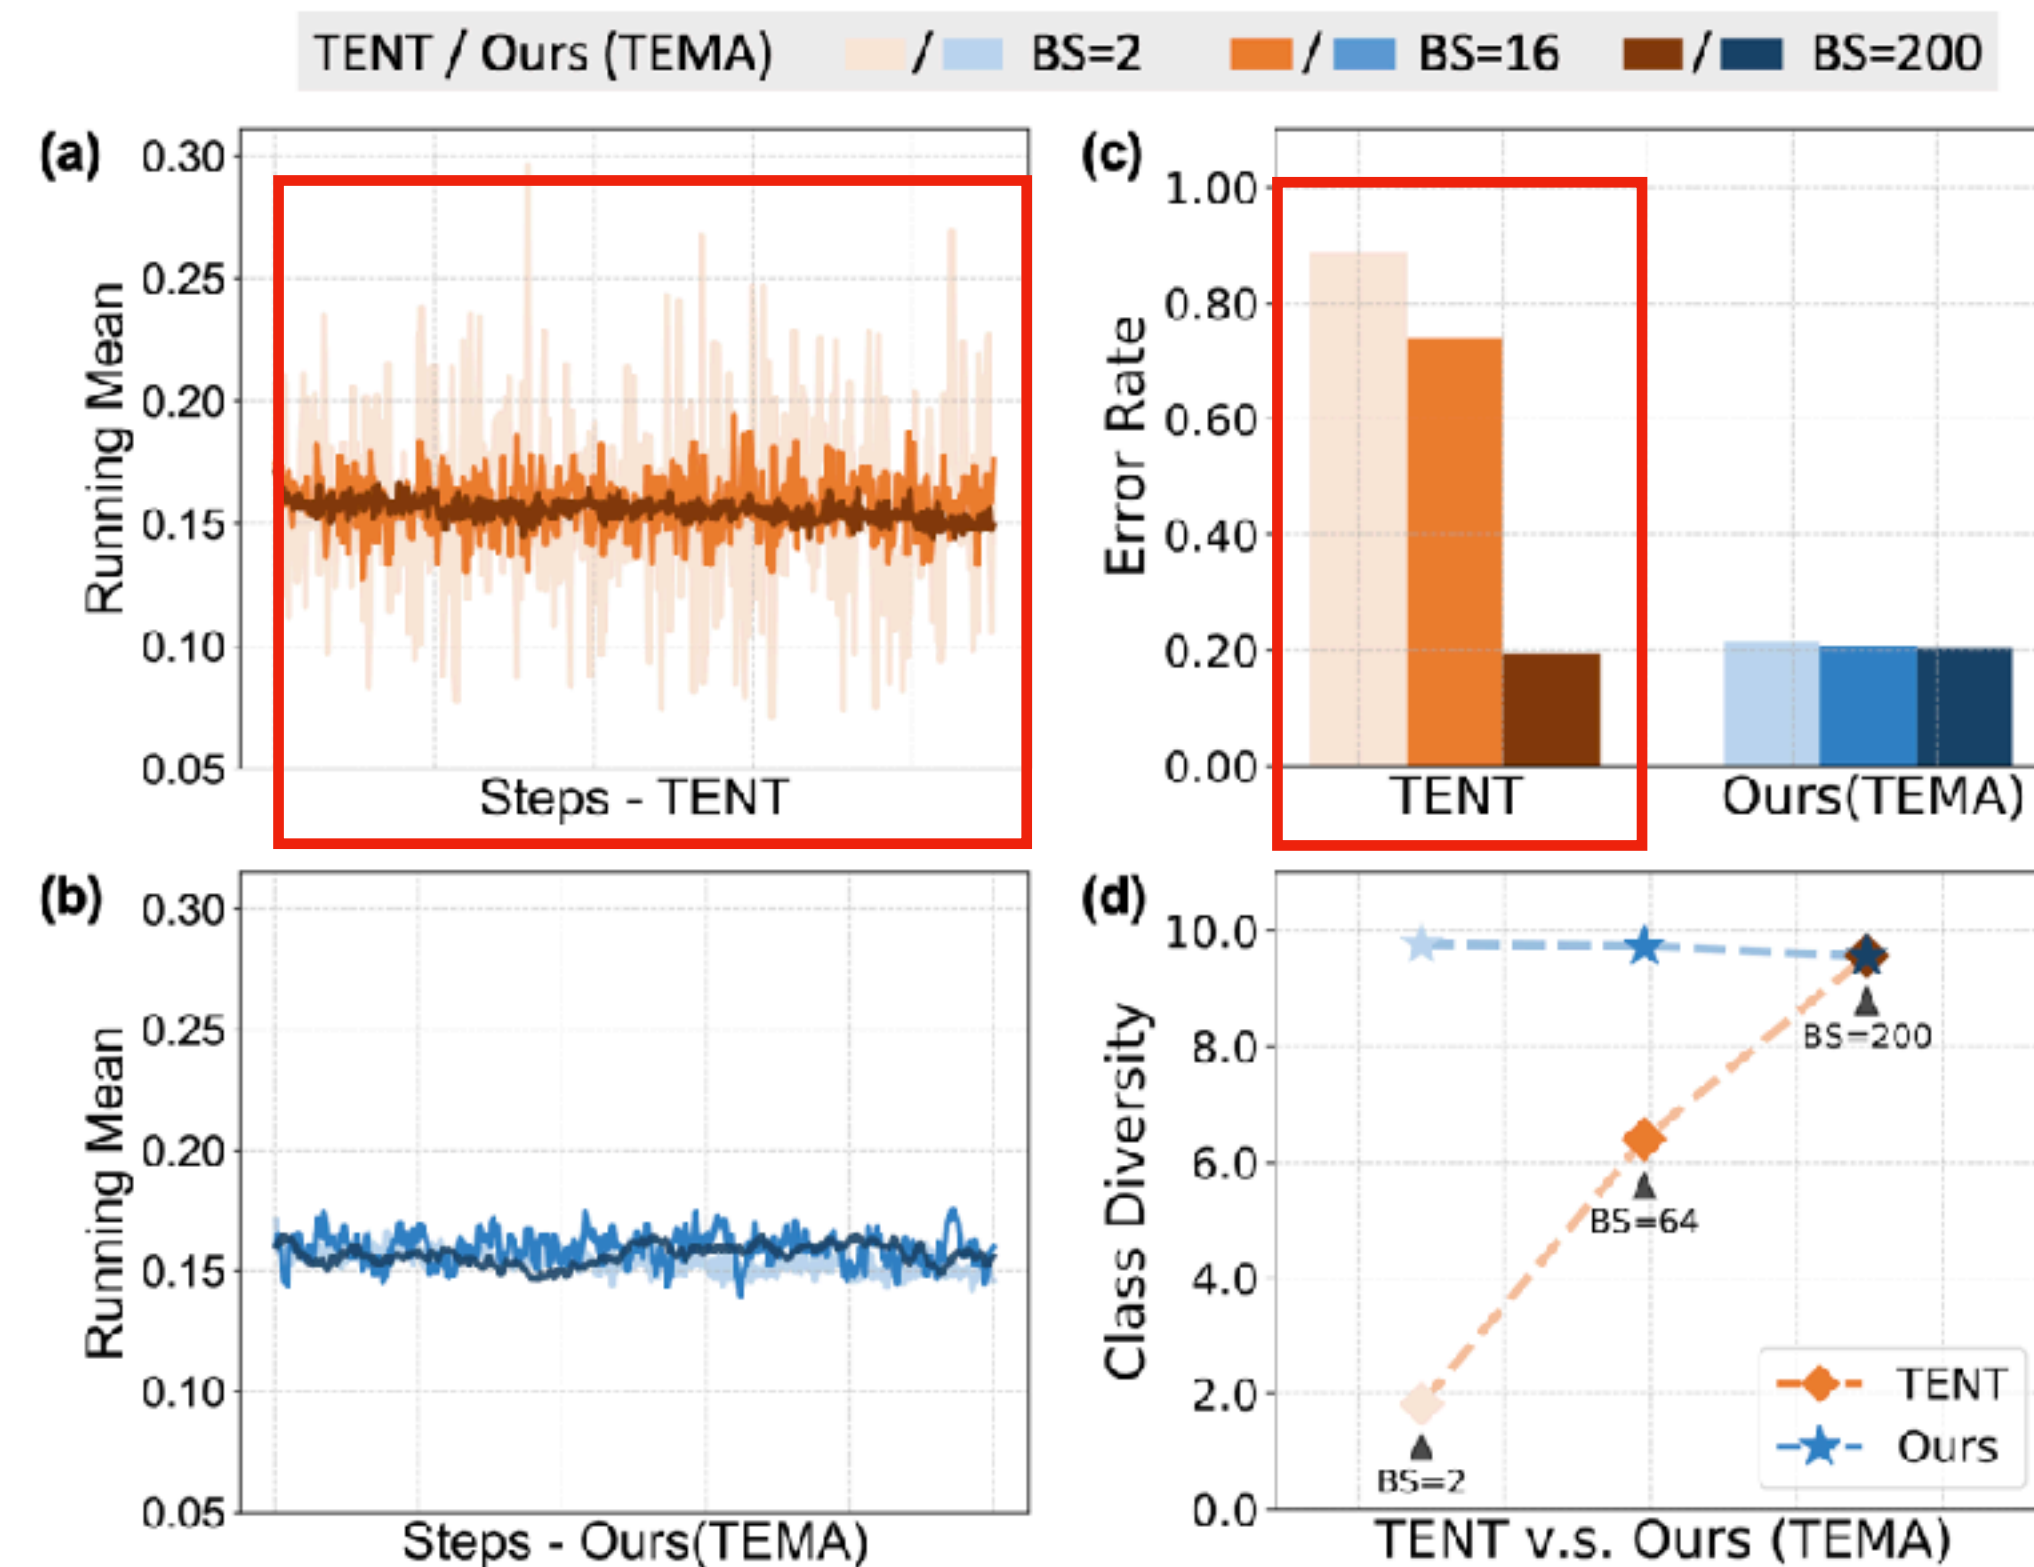 TENT / Ours (TEMA) / BS=2 / BS=16 / BS=200
(a)
0.30
0.25
0.20
0.15
0.10
0.05
Running Mean
Steps - TENT
(c)
1.00
0.80
0.60
0.40
0.20
0.00
Error Rate
TENT
Ours(TEMA)
(b)
0.30
0.25
0.20
0.15
0.10
0.05
Running Mean
Steps - Ours(TEMA)
(d)
10.0
8.0
6.0
4.0
2.0
0.0
Class Diversity
BS=200
BS=64
BS=2
TENT
Ours
TENT v.s. Ours (TEMA)